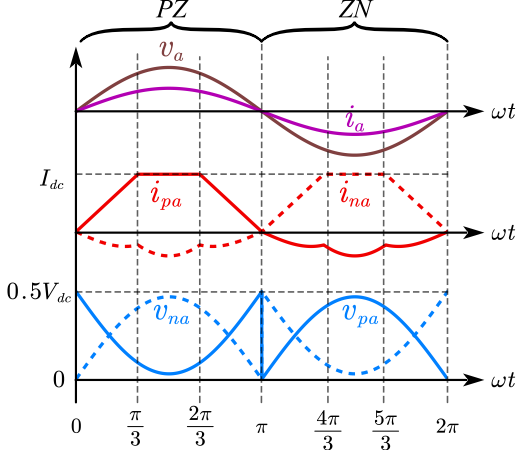 PZ ZN
v_a
i_a
ωt
I_dc
i_pa i_na
ωt
0.5V_dc
v_na v_pa
0 ωt
0 π/3 2π/3 π 4π/3 5π/3 2π